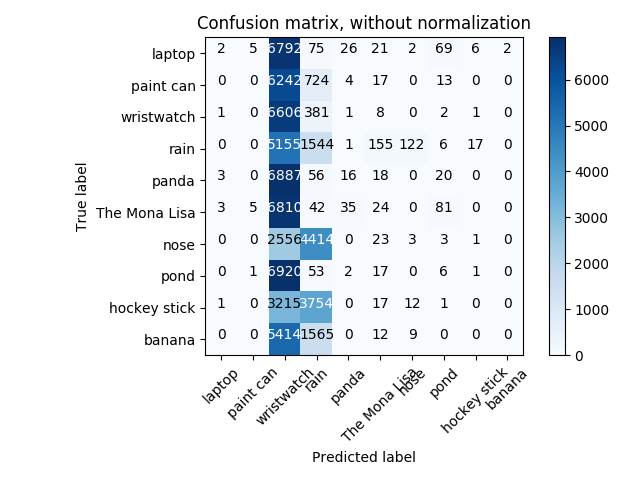 Confusion matrix, without normalization
True label
laptop 2 5 6792 75 26 21 2 69 6 2
paint can 0 0 6242 724 4 17 0 13 0 0
wristwatch 1 0 6606 381 1 8 0 2 1 0
rain 0 0 5155 1544 1 155 122 6 17 0
panda 3 0 6887 56 16 18 0 20 0 0
The Mona Lisa 3 5 6810 42 35 24 0 81 0 0
nose 0 0 2556 4414 0 23 3 3 1 0
pond 0 1 6920 53 2 17 0 6 1 0
hockey stick 1 0 3215 3754 0 17 12 1 0 0
banana 0 0 5414 1565 0 12 9 0 0 0
laptop paint can wristwatch rain panda The Mona Lisa nose pond hockey stick banana
Predicted label
6000
5000
4000
3000
2000
1000
0